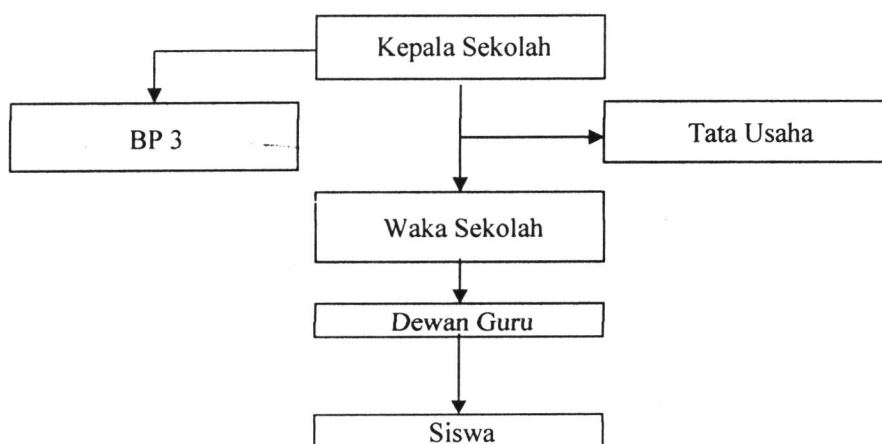 Kepala Sekolah
BP 3
Tata Usaha
Waka Sekolah
Dewan Guru
Siswa